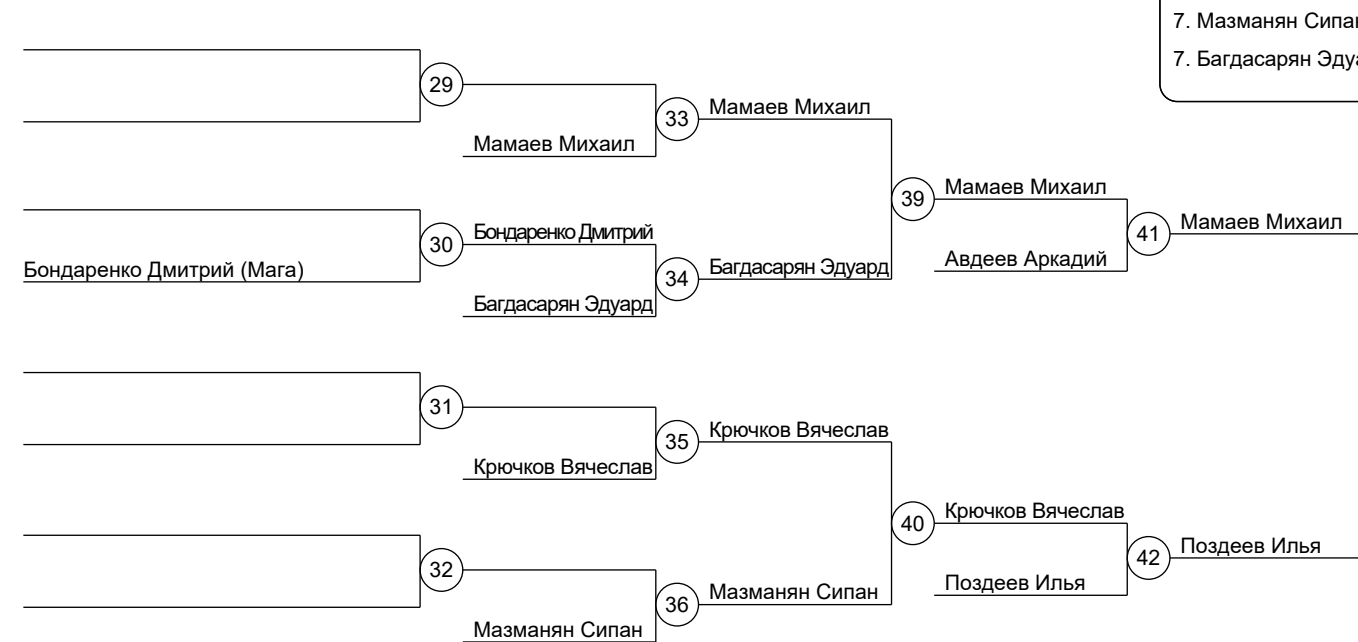 7. Мазманян Сипан
7. Багдасарян Эдуа
29
Мамаев Михаил
33
Мамаев Михаил
Бондаренко Дмитрий (Мага)
30
Бондаренко Дмитрий
Багдасарян Эдуард
34
Багдасарян Эдуард
39
Мамаев Михаил
Авдеев Аркадий
41
Мамаев Михаил
31
Крючков Вячеслав
35
Крючков Вячеслав
32
Мазманян Сипан
36
Мазманян Сипан
40
Крючков Вячеслав
Поздеев Илья
42
Поздеев Илья